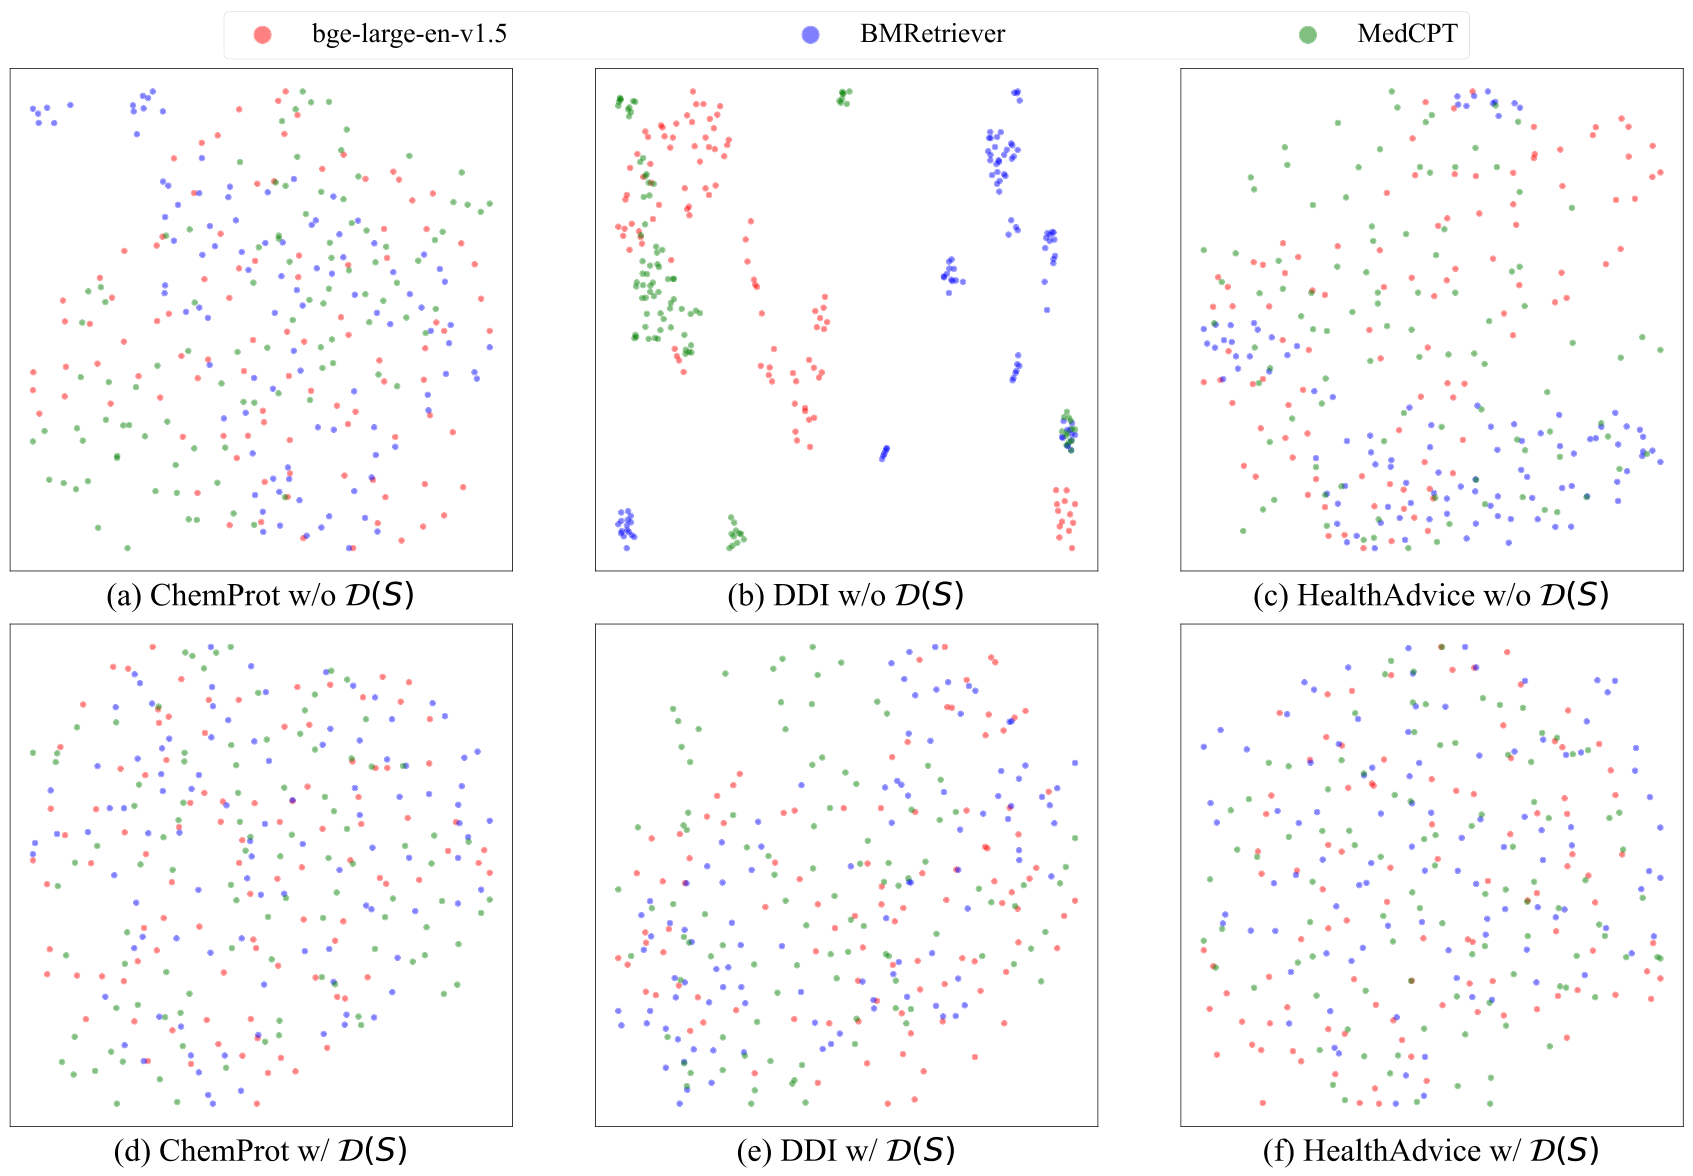 bge-large-en-v1.5 BMRetriever MedCPT
(a) ChemProt w/o 𝒟(S) (b) DDI w/o 𝒟(S) (c) HealthAdvice w/o 𝒟(S)
(d) ChemProt w/ 𝒟(S) (e) DDI w/ 𝒟(S) (f) HealthAdvice w/ 𝒟(S)